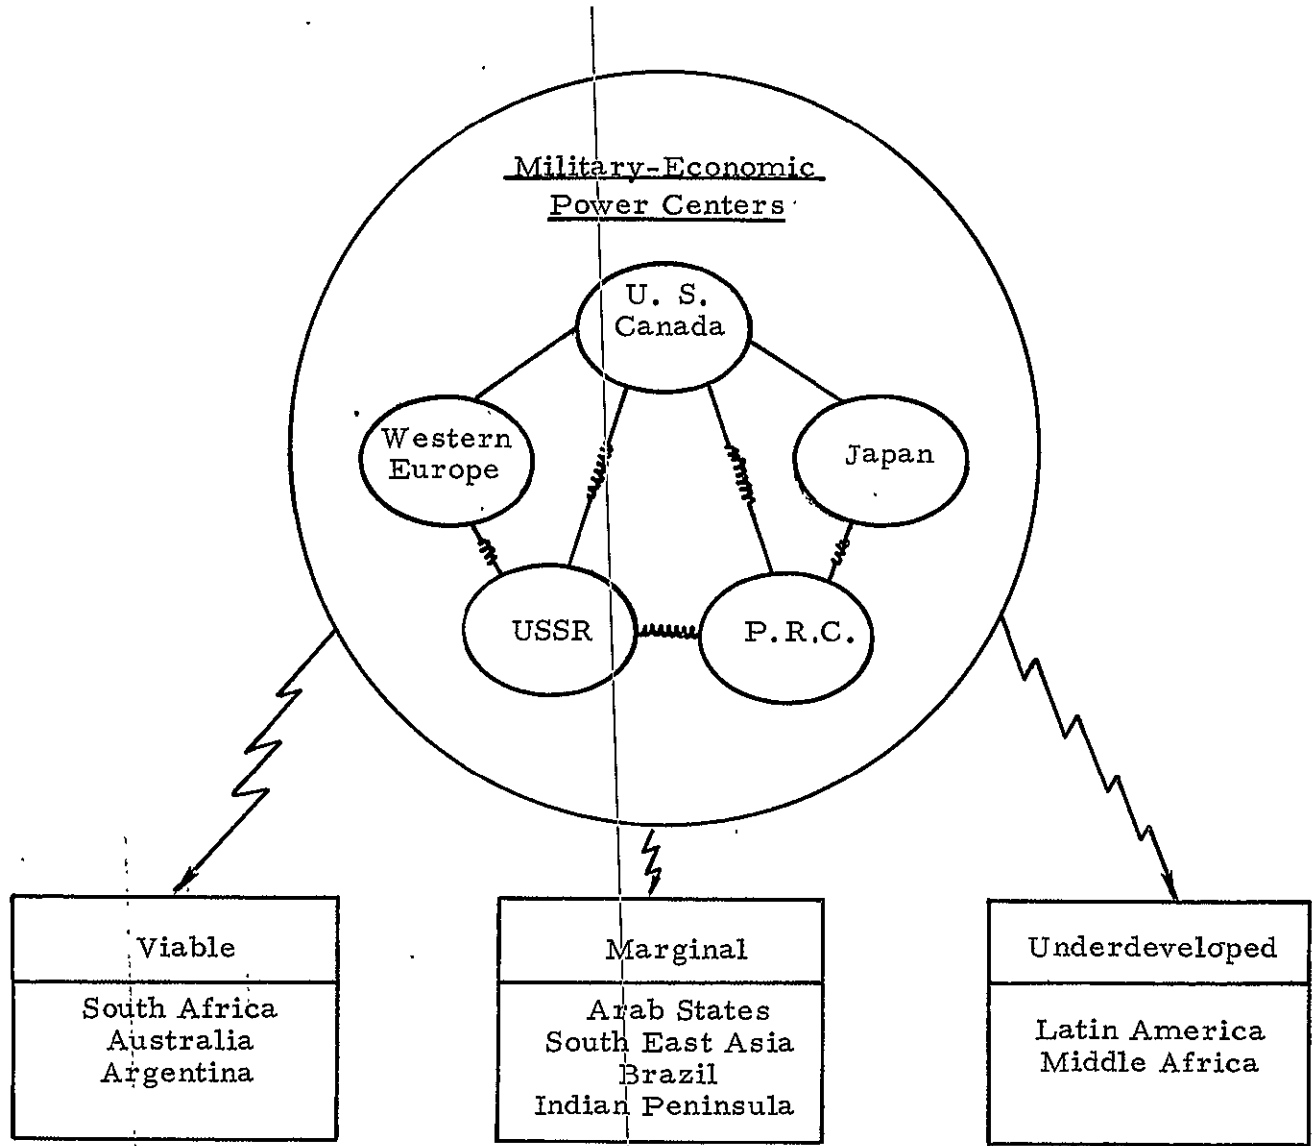 Military-Economic
Power Centers
U. S.
Canada
Western
Europe
Japan
USSR
P.R.C.
Viable
South Africa
Australia
Argentina
Marginal
Arab States
South East Asia
Brazil
Indian Peninsula
Underdeveloped
Latin America
Middle Africa